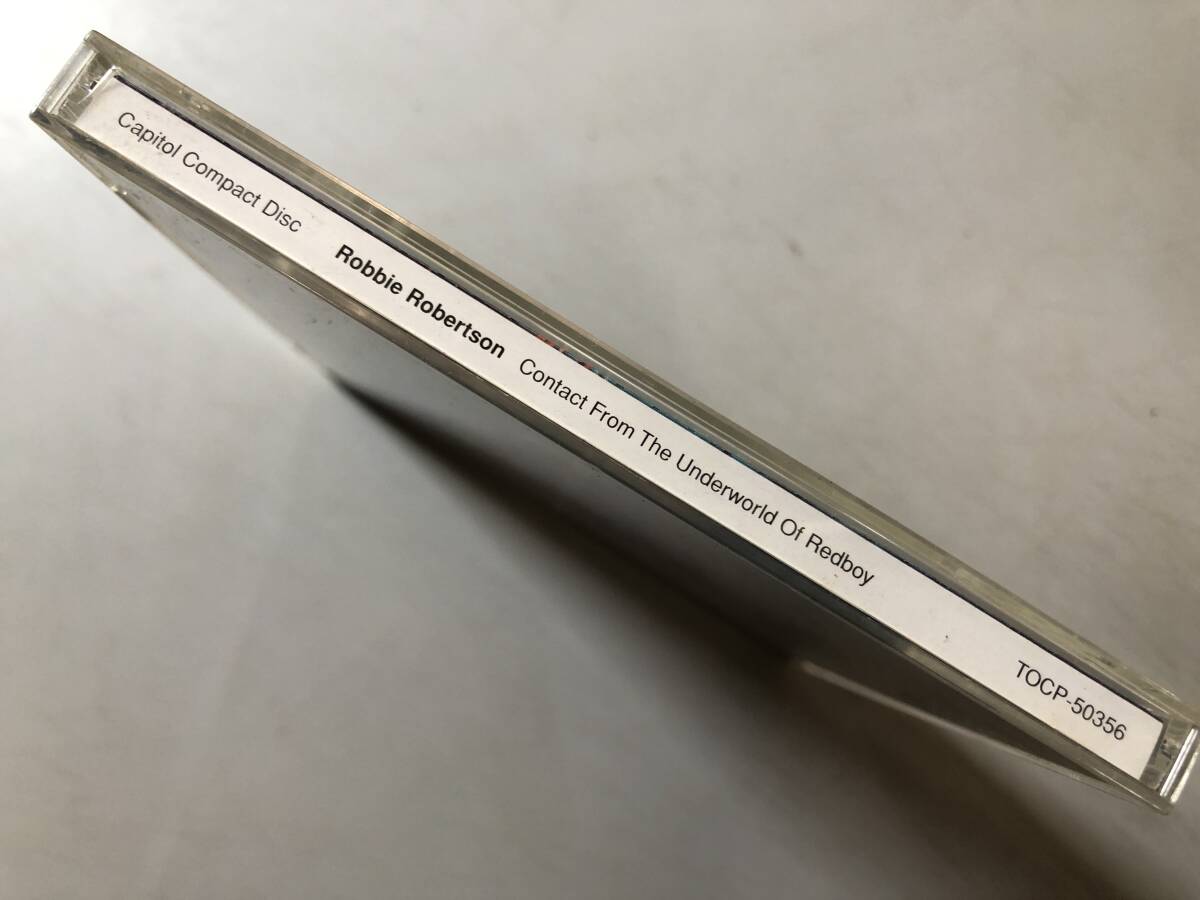 Capitol Compact Disc Robbie Robertson Contact From The Underworld Of Redboy TOCP-50356